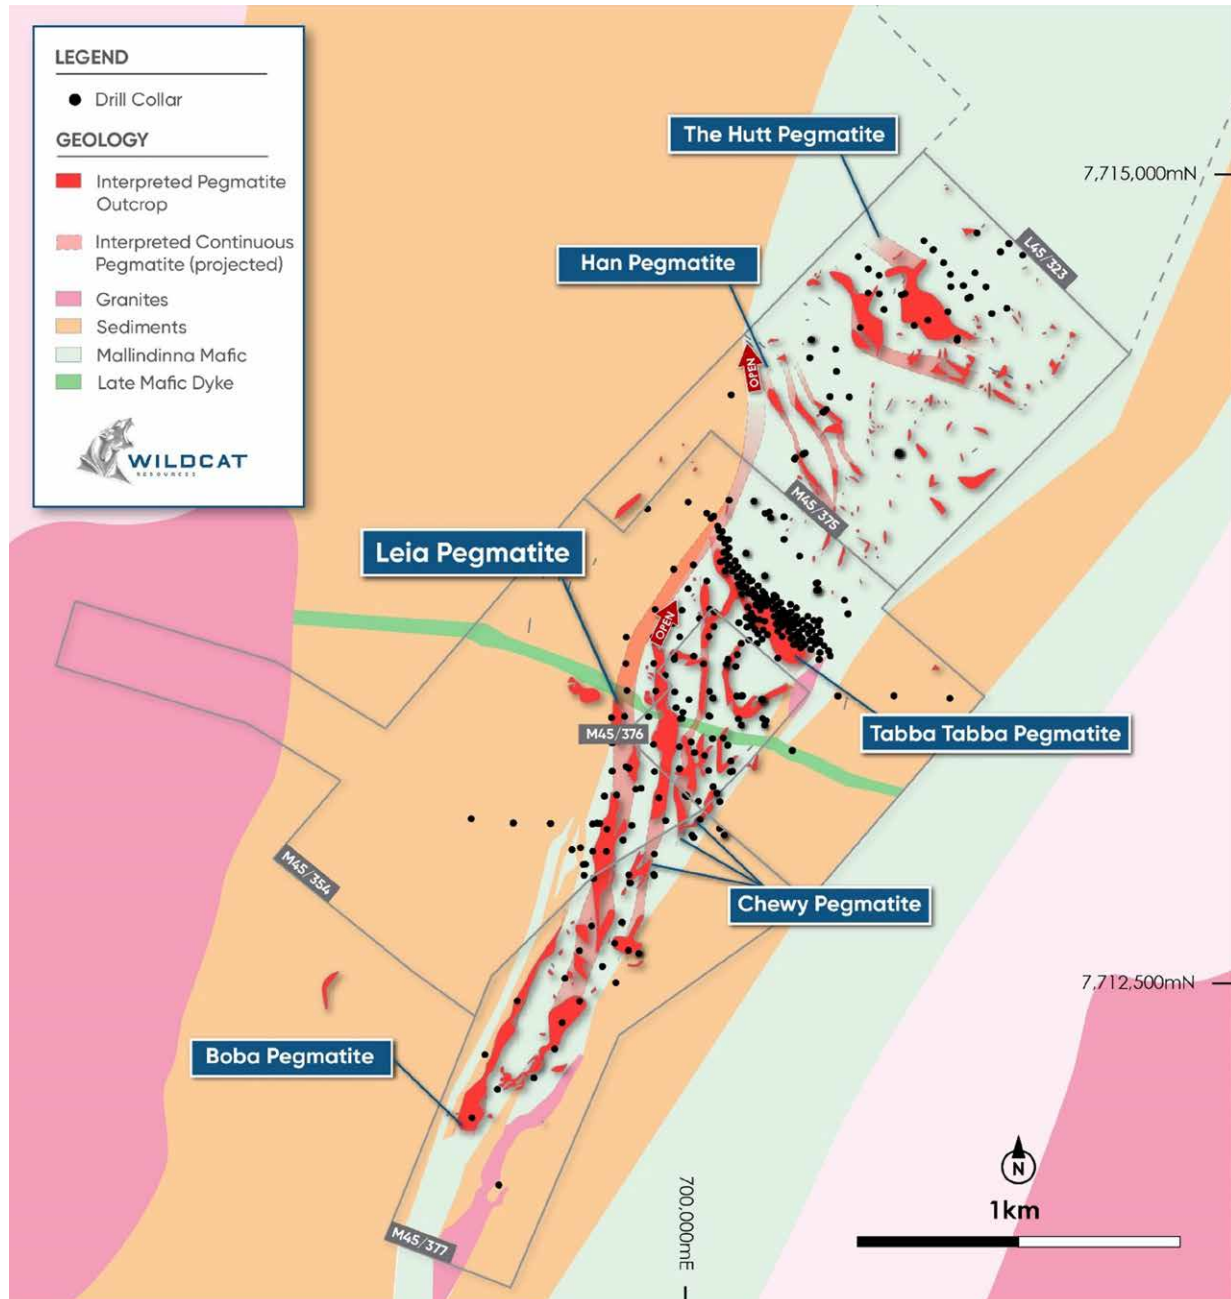 LEGEND
Drill Collar
GEOLOGY
Interpreted Pegmatite
Outcrop
Interpreted Continuous
Pegmatite (projected)
Granites
Sediments
Mallindinna Mafic
Late Mafic Dyke
WILDCAT
RESOURCES
The Hutt Pegmatite
7,715,000mN
L45/323
Han Pegmatite
OPEN
M45/375
Leia Pegmatite
OPEN
M45/376
Tabba Tabba Pegmatite
M45/354
Chewy Pegmatite
7,712,500mN
Boba Pegmatite
N
1km
700,000mE
M45/377